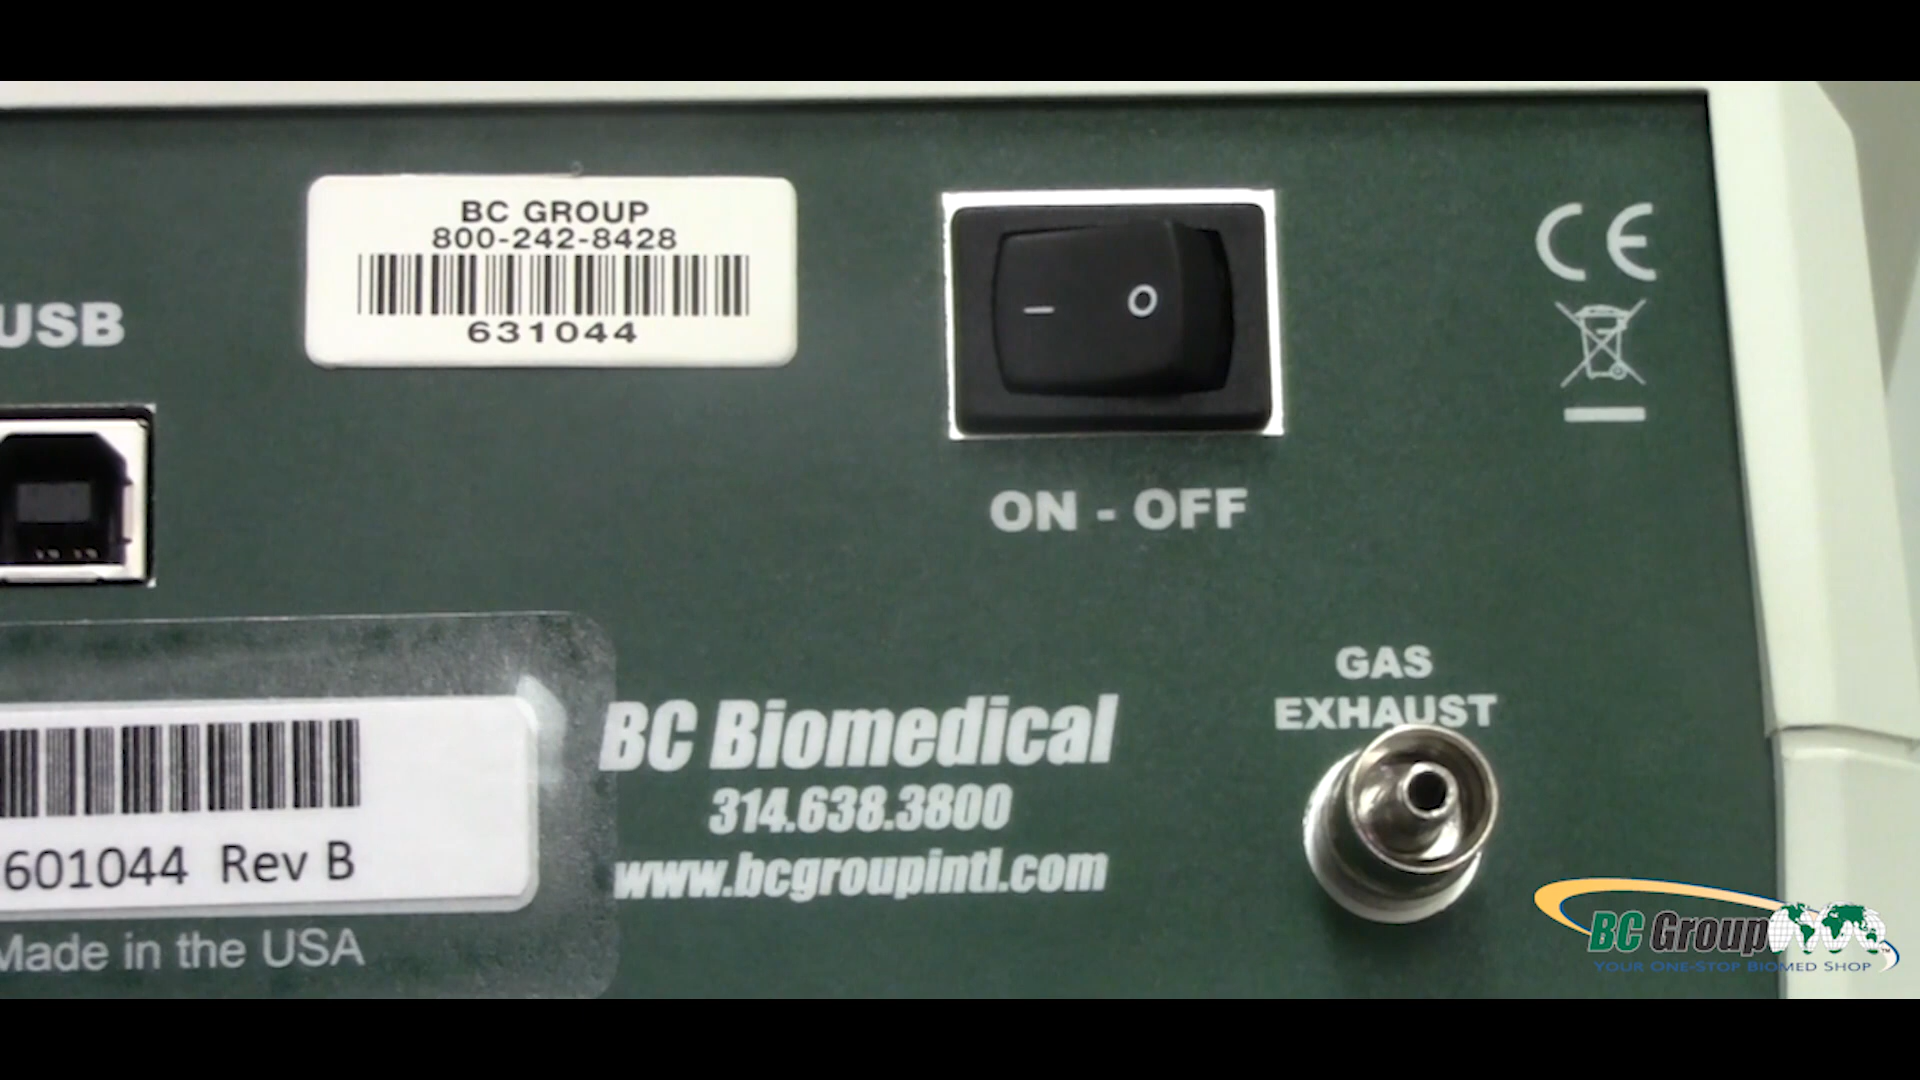 BC GROUP
800-242-8428
631044
USB
— O
CE
ON - OFF
GAS
EXHAUST
BC Biomedical
314.638.3800
www.bcgroupintl.com
601044 Rev B
Made in the USA
BC Group
YOUR ONE-STOP BIOMED SHOP